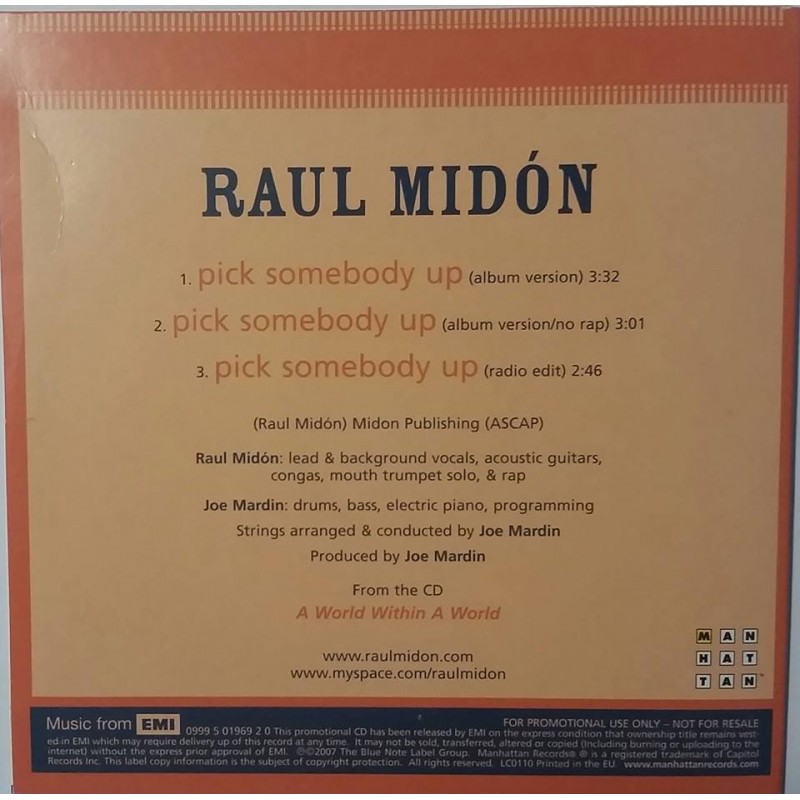 RAUL MIDÓN
1. pick somebody up (album version) 3:32
2. pick somebody up (album version/no rap) 3:01
3. pick somebody up (radio edit) 2:46
(Raul Midón) Midon Publishing (ASCAP)
Raul Midón: lead & background vocals, acoustic guitars,
congas, mouth trumpet solo, & rap
Joe Mardin: drums, bass, electric piano, programming
Strings arranged & conducted by Joe Mardin
Produced by Joe Mardin
From the CD
A World Within A World
www.raulmidon.com
www.myspace.com/raulmidon
MAN
HAT
TAN™
Music from EMI 0999 5 01969 2 0 This promotional CD has been released by EMI on the express condition that ownership title remains vest-
FOR PROMOTIONAL USE ONLY – NOT FOR RESALE
ed in EMI which may require delivery up of this record at any time. It may not be sold, transferred, altered or copied (including burning or uploading to the
internet) without the express prior approval of EMI. ℗©2007 The Blue Note Label Group. Manhattan Records® ® is a registered trademark of Capitol
Records Inc. This label copy information is the subject of copyright protection. All rights reserved. LC0110 Printed in the EU www.manhattanrecords.com